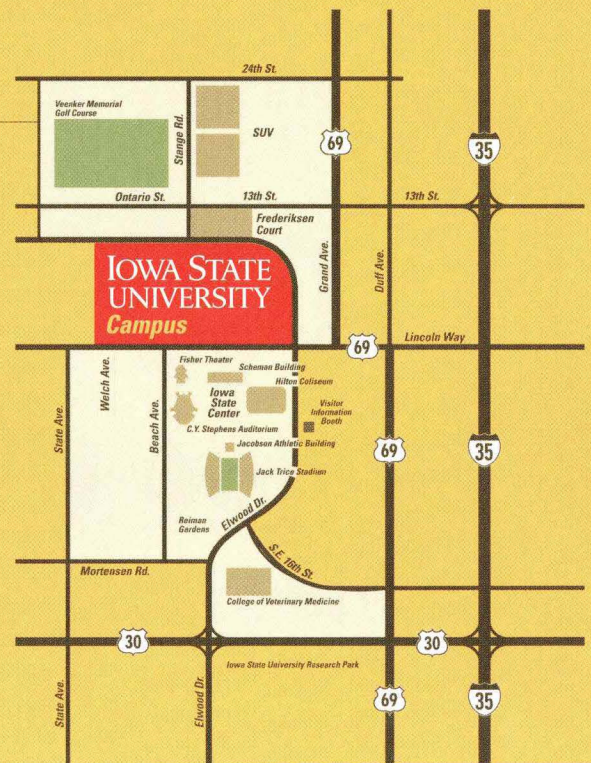 24th St.
Veenker Memorial
Golf Course
Stange Rd.
SUV
69
35
Ontario St.
13th St.
13th St.
Frederiksen
Court
IOWA STATE
UNIVERSITY
Campus
Grand Ave.
Duff Ave.
Lincoln Way
69
State Ave.
Welch Ave.
Beach Ave.
Fisher Theater
Scheman Building
Hilton Coliseum
Iowa
State
Center
Visitor
Information
Booth
C.Y. Stephens Auditorium
Jacobson Athletic Building
69
35
Jack Trice Stadium
Reiman
Gardens
Elwood Dr.
S.E. 16th St.
Mortensen Rd.
College of Veterinary Medicine
30
30
Iowa State University Research Park
State Ave.
Elwood Dr.
69
35